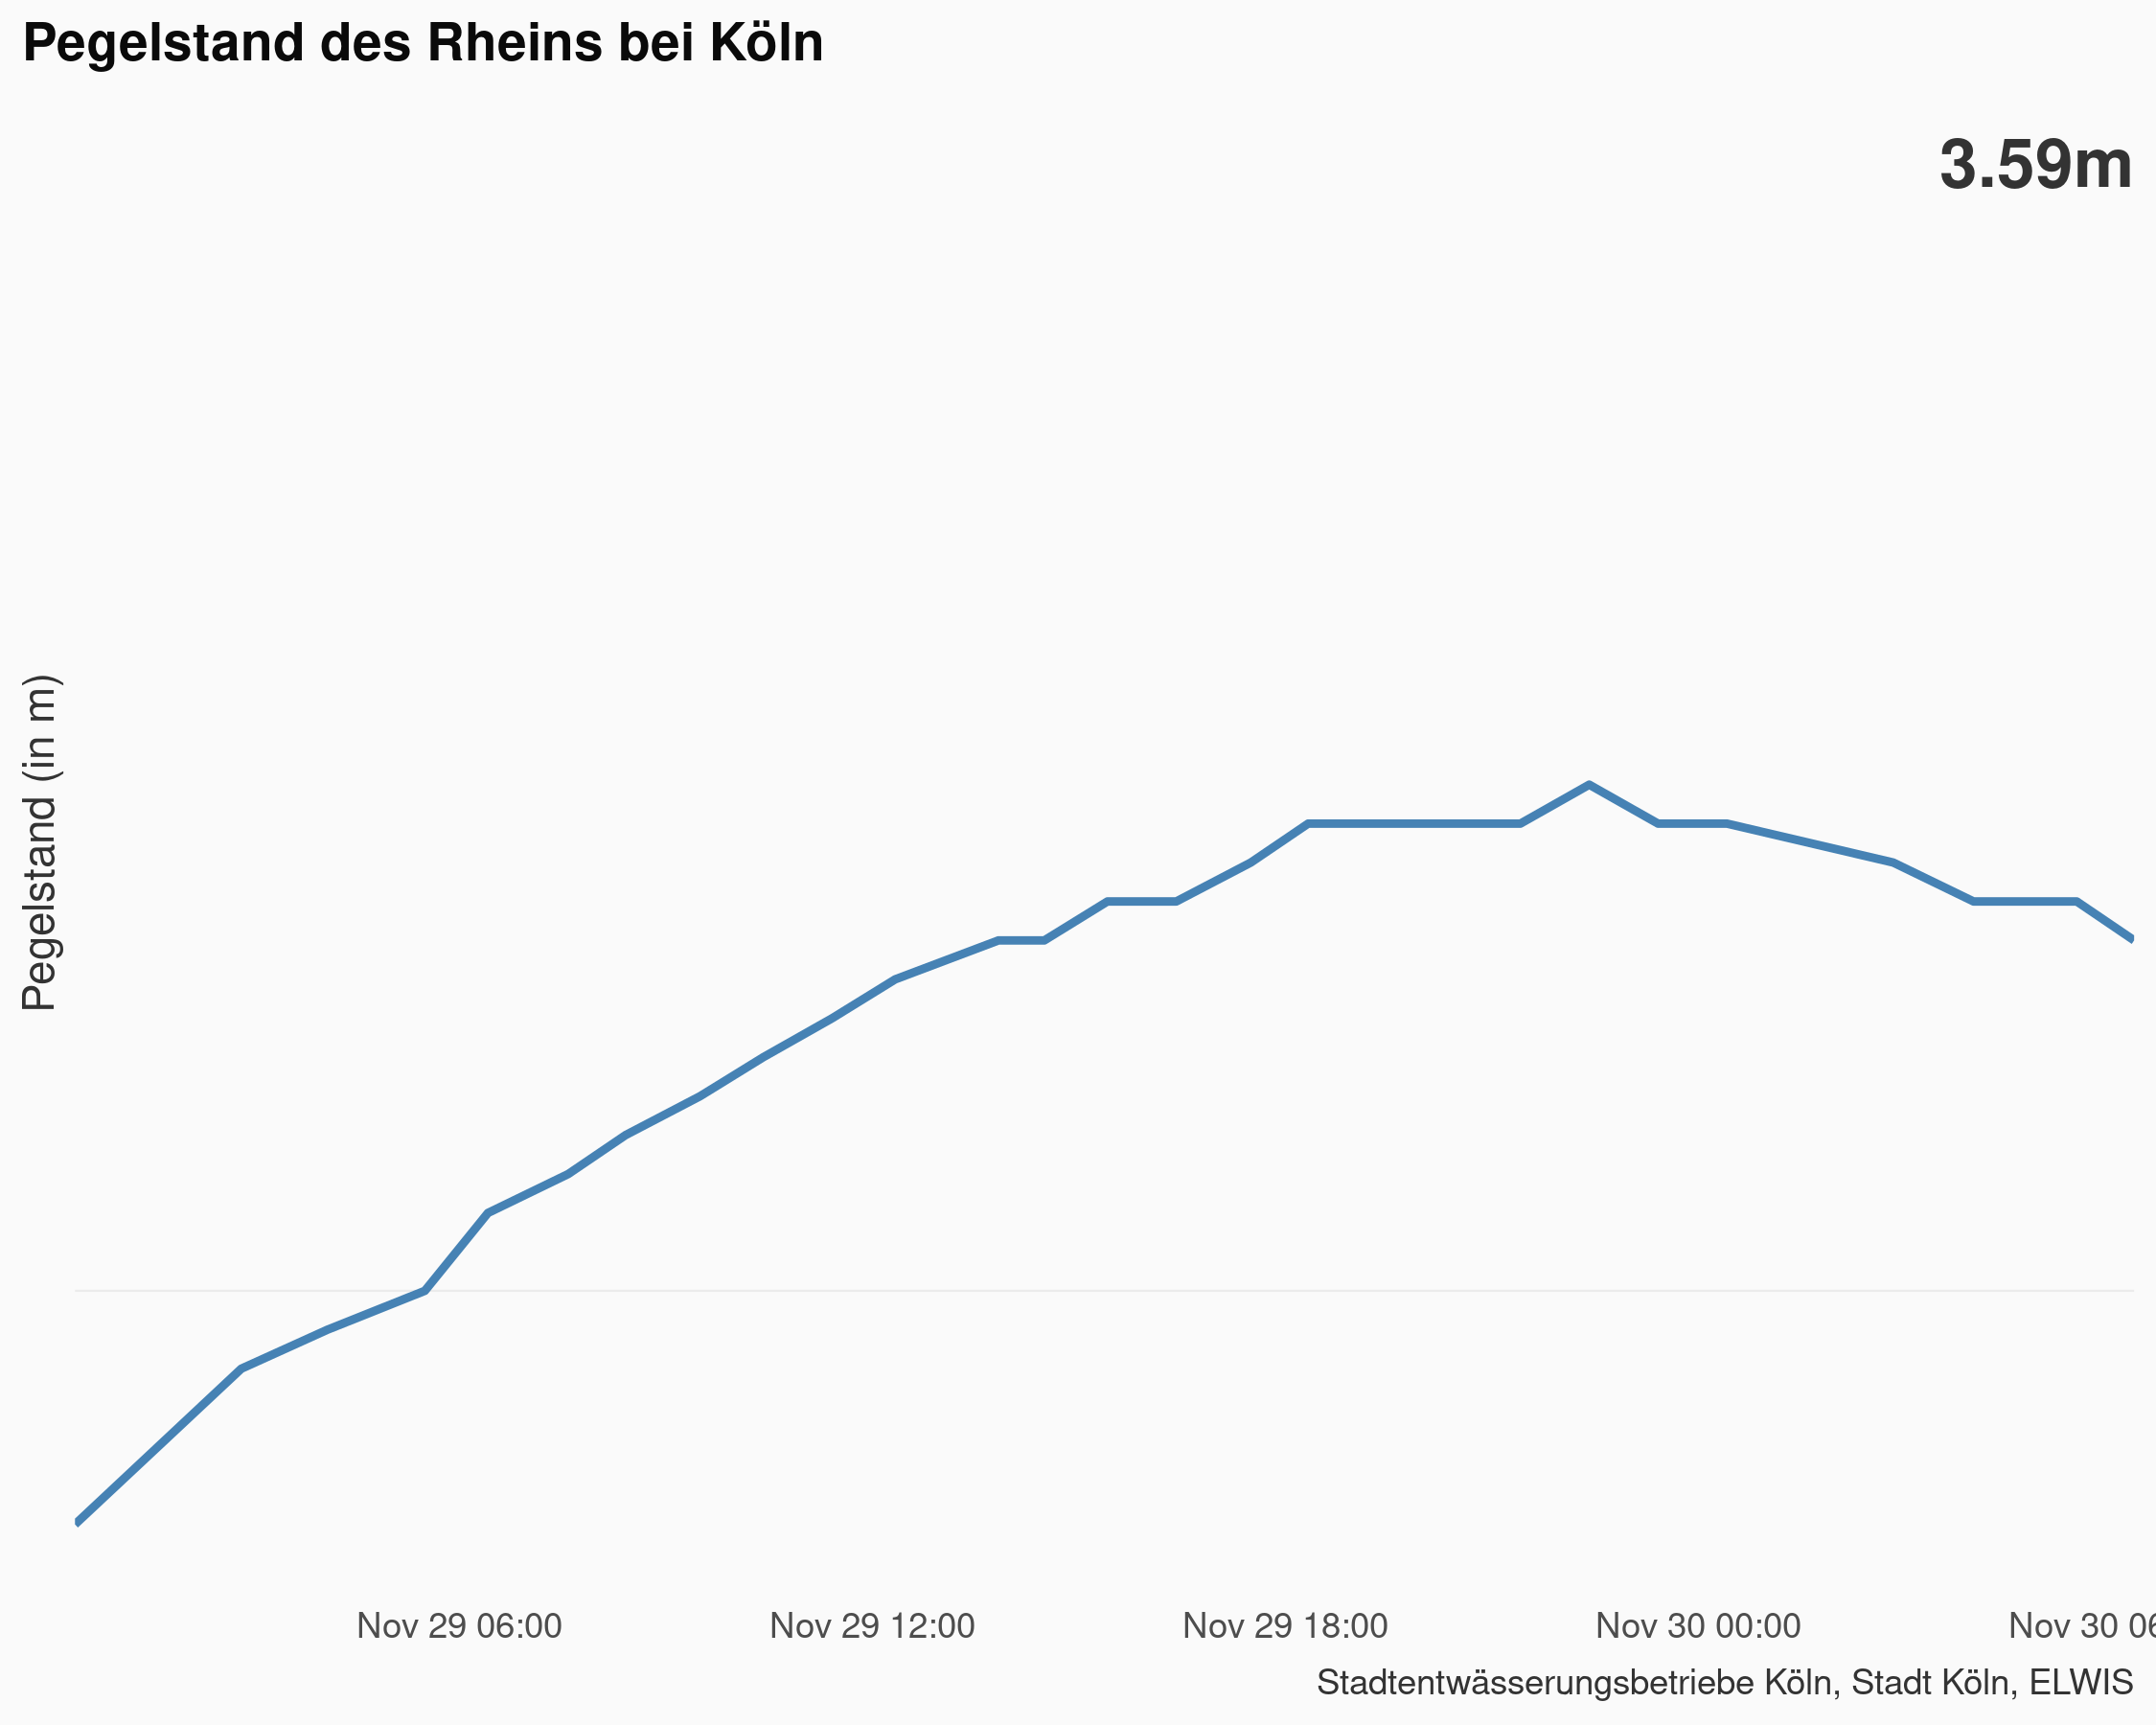 Pegelstand des Rheins bei Köln
3.59m
Pegelstand (in m)
Nov 29 06:00 Nov 29 12:00 Nov 29 18:00 Nov 30 00:00 Nov 30 06
Stadtentwässerungsbetriebe Köln, Stadt Köln, ELWIS